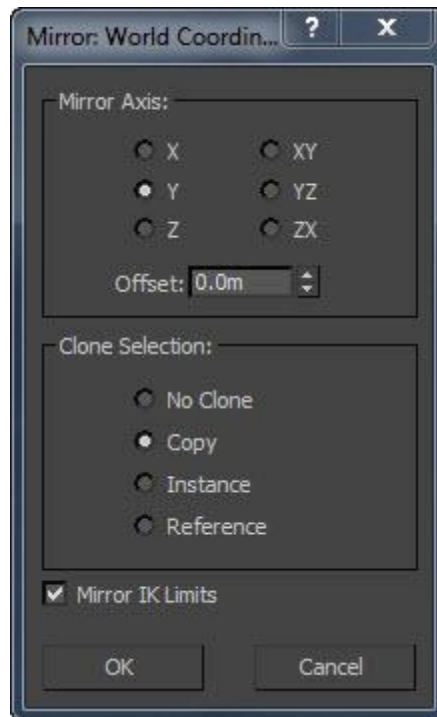 Mirror: World Coordin... ? x
Mirror Axis:
X XY
Y YZ
Z ZX
Offset: 0.0m
Clone Selection:
No Clone
Copy
Instance
Reference
Mirror IK Limits
OK Cancel